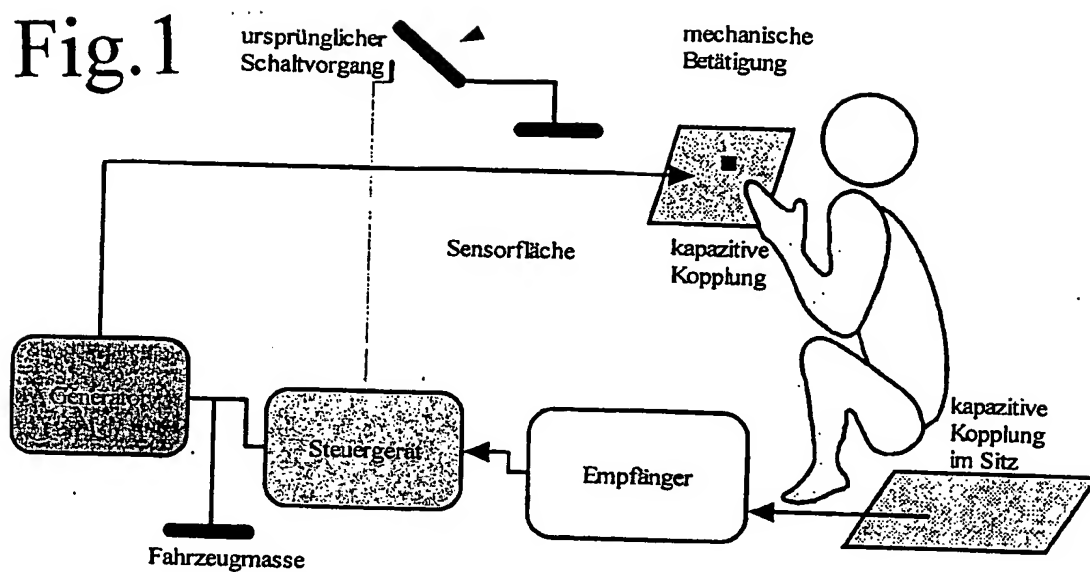 Fig.1
ursprünglicher
Schaltvorgang
mechanische
Betätigung
Sensorfläche
kapazitive
Kopplung
Generator
Steuergerät
Empfänger
kapazitive
Kopplung
im Sitz
Fahrzeugmasse